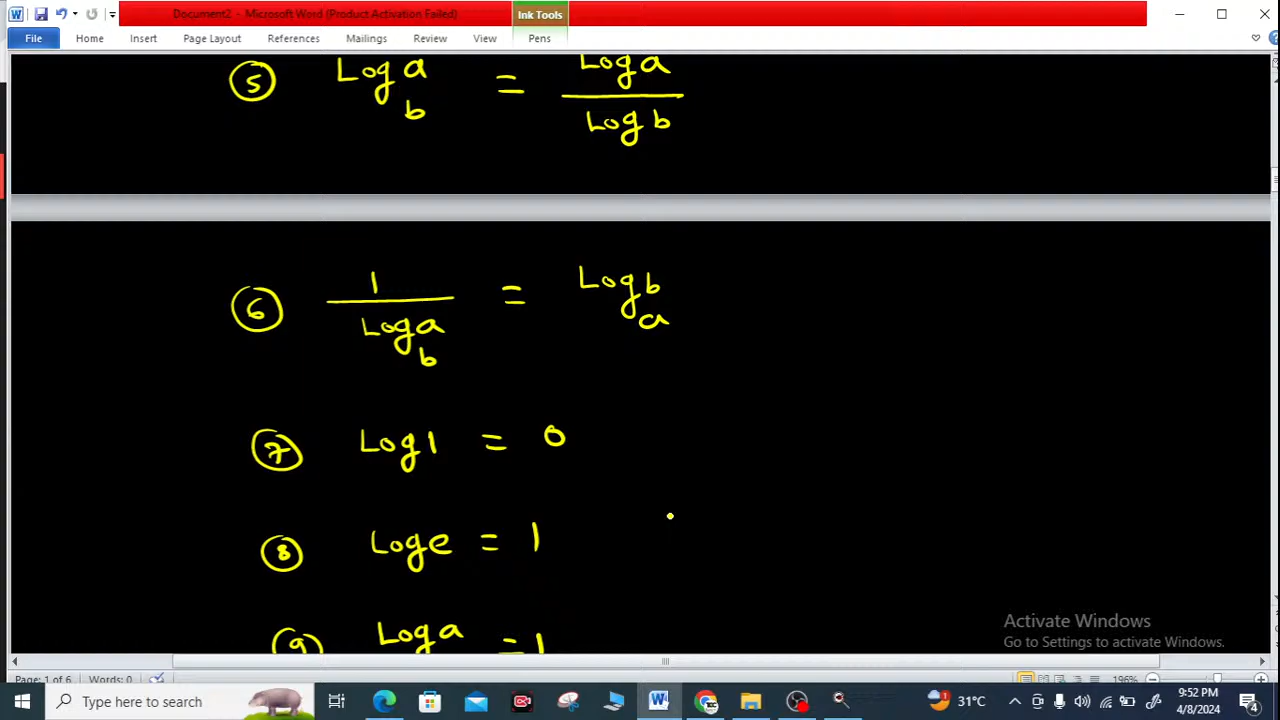 Document2 - Microsoft Word (Product Activation Failed)
Ink Tools
File Home Insert Page Layout References Mailings Review View Pens
⑤ Log a b = Log a / Log b
⑥ 1 / Log a b = Log b a
⑦ Log 1 = 0
⑧ Log e = 1
⑨ Log a = 1
Activate Windows
Go to Settings to activate Windows.
Page: 1 of 6 Words: 0 196%
Type here to search
31°C
9:52 PM
4/8/2024
4